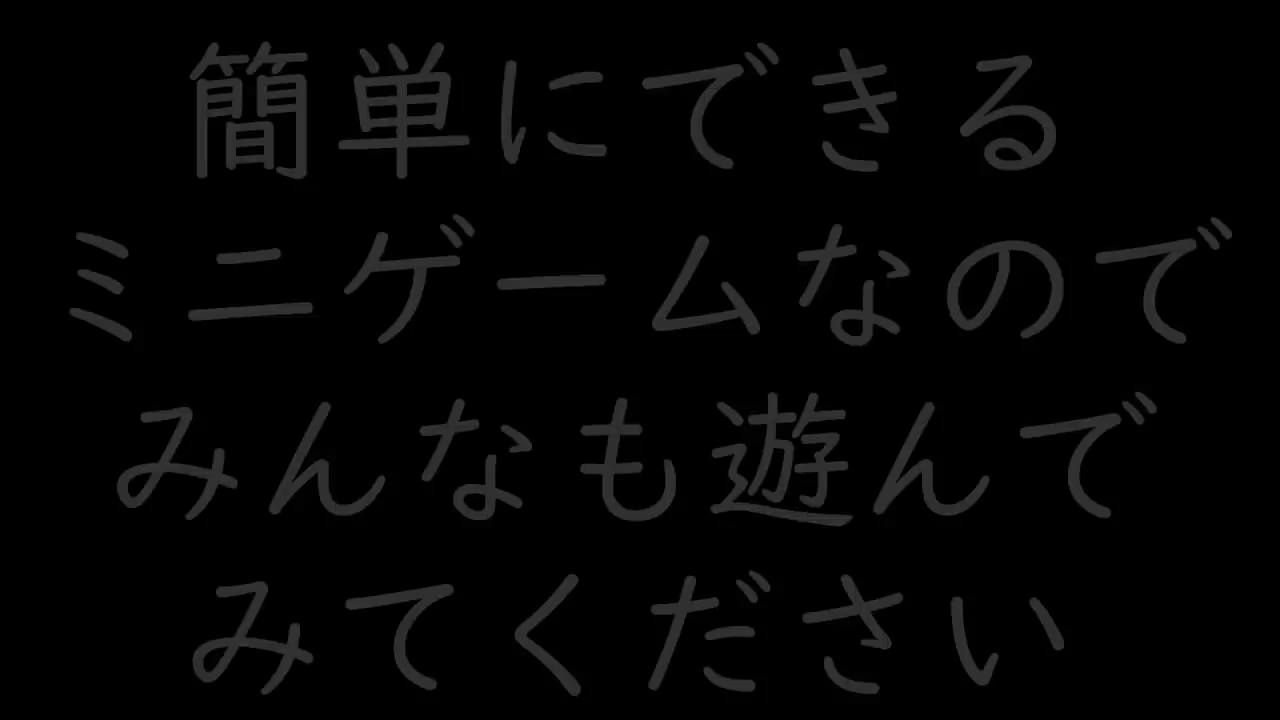 簡単にできる
ミニゲームなので
みんなも遊んで
みてください